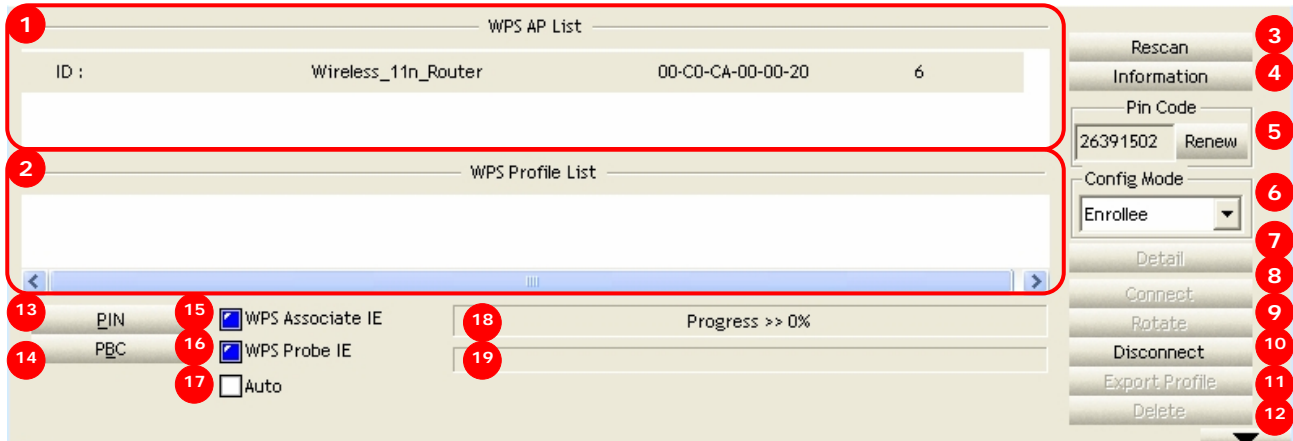 1
WPS AP List
ID : Wireless_11n_Router 00-C0-CA-00-00-20 6
2
WPS Profile List
3
Rescan
4
Information
Pin Code
5
26391502 Renew
Config Mode
6
Enrollee
7
Detail
8
Connect
9
Rotate
10
Disconnect
11
Export Profile
12
Delete
13
PIN
14
PBC
15
WPS Associate IE
16
WPS Probe IE
17
Auto
18
Progress >> 0%
19